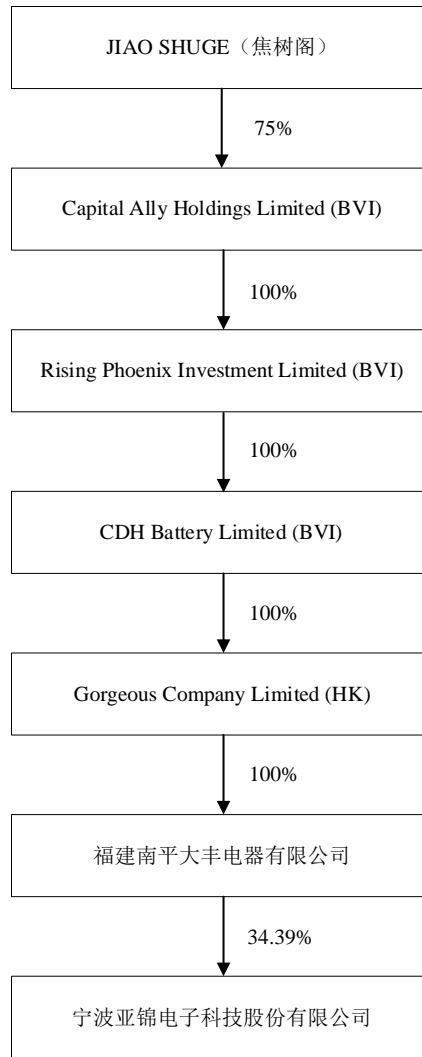 JIAO SHUGE（焦树阁）
75%
Capital Ally Holdings Limited (BVI)
100%
Rising Phoenix Investment Limited (BVI)
100%
CDH Battery Limited (BVI)
100%
Gorgeous Company Limited (HK)
100%
福建南平大丰电器有限公司
34.39%
宁波亚锦电子科技股份有限公司